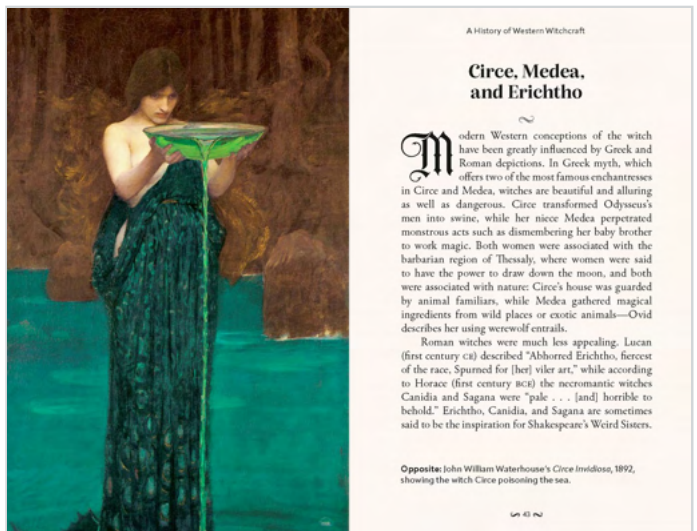 A History of Western Witchcraft
Circe, Medea,
and Erichtho
Modern Western conceptions of the witch
have been greatly influenced by Greek and
Roman depictions. In Greek myth, which
offers two of the most famous enchantresses
in Circe and Medea, witches are beautiful and alluring
as well as dangerous. Circe transformed Odysseus's
men into swine, while her niece Medea perpetrated
monstrous acts such as dismembering her baby brother
to work magic. Both women were associated with the
barbarian region of Thessaly, where women were said
to have the power to draw down the moon, and both
were associated with nature: Circe's house was guarded
by animal familiars, while Medea gathered magical
ingredients from wild places or exotic animals—Ovid
describes her using werewolf entrails.
Roman witches were much less appealing. Lucan
(first century CE) described “Abhorred Erichtho, fiercest
of the race, Spurned for [her] viler art,” while according
to Horace (first century BCE) the necromantic witches
Canidia and Sagana were “pale . . . [and] horrible to
behold.” Erichtho, Canidia, and Sagana are sometimes
said to be the inspiration for Shakespeare's Weird Sisters.
Opposite: John William Waterhouse's Circe Invidiosa, 1892,
showing the witch Circe poisoning the sea.
43